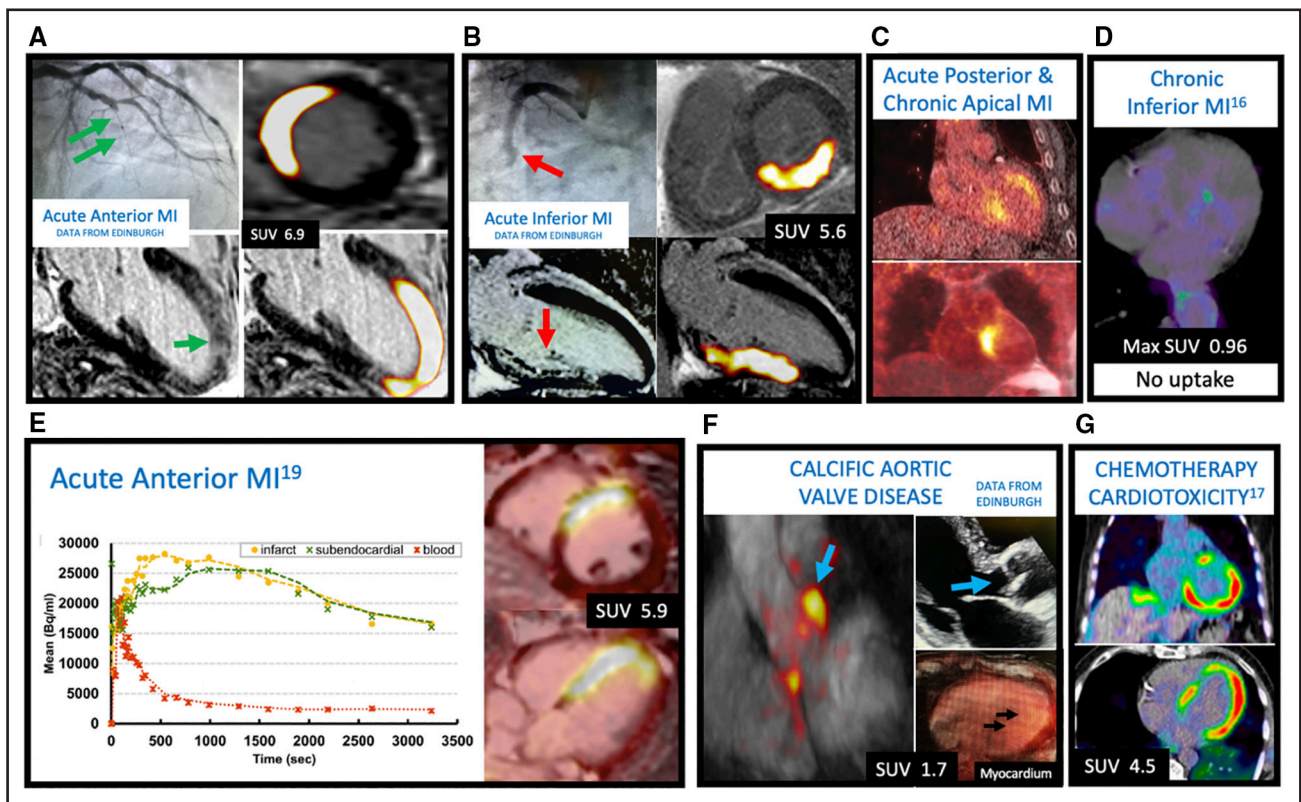 A
Acute Anterior MI
DATA FROM EDINBURGH
SUV 6.9
B
Acute Inferior MI
DATA FROM EDINBURGH
SUV 5.6
C
Acute Posterior &
Chronic Apical MI
D
Chronic
Inferior MI16
Max SUV 0.96
No uptake
E
Acute Anterior MI19
30000
25000
20000
15000
10000
5000
0
Mean (Bq/ml)
infarct
subendocardial
blood
0
500
1000
1500
2000
2500
3000
3500
Time (sec)
SUV 5.9
F
CALCIFIC AORTIC
VALVE DISEASE
DATA FROM
EDINBURGH
SUV 1.7
Myocardium
G
CHEMOTHERAPY
CARDIOTOXICITY17
SUV 4.5